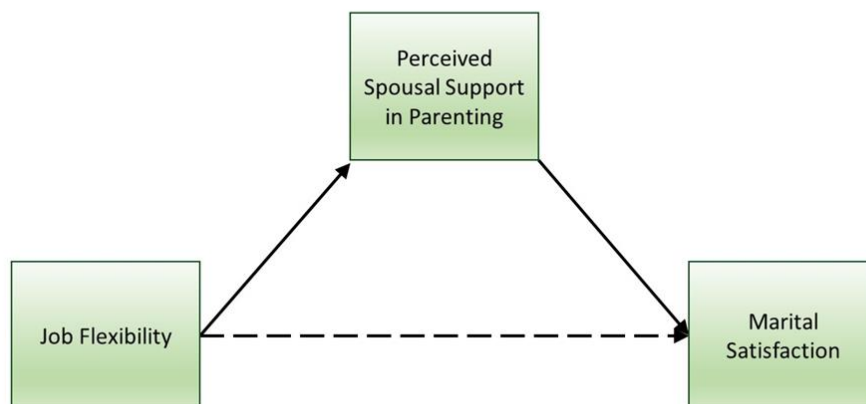 Perceived
Spousal Support
in Parenting
Job Flexibility
Marital
Satisfaction